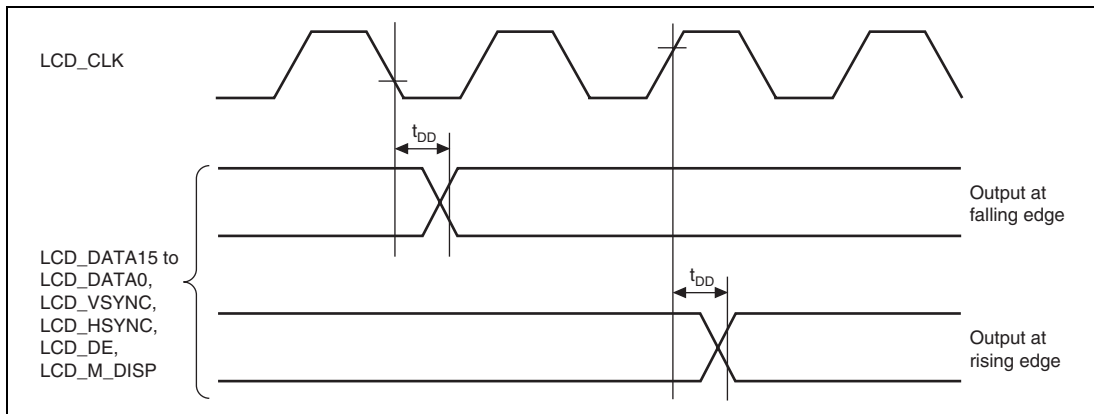 LCD_CLK
tDD
Output at
falling edge
LCD_DATA15 to
LCD_DATA0,
LCD_VSYNC,
LCD_HSYNC,
LCD_DE,
LCD_M_DISP
tDD
Output at
rising edge